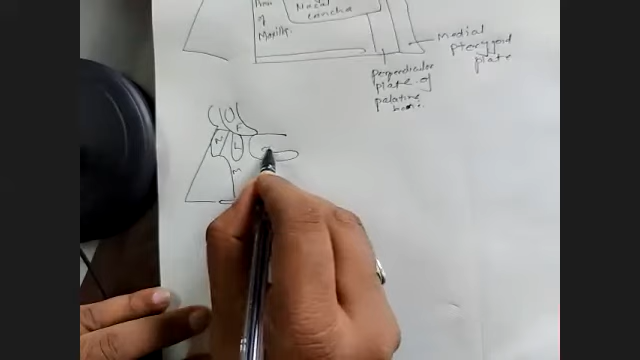 of
Maxilla
Nasal
concha
medial
pterygoid
plate
perpendicular
plate of
palatine
bone.
F
N
L
M